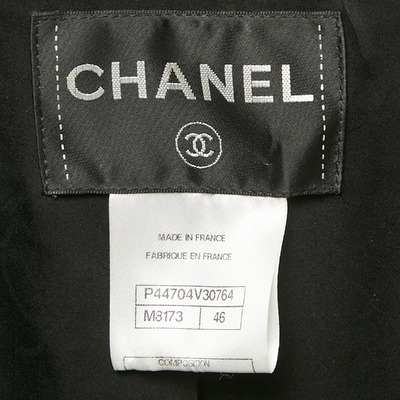 CHANEL
MADE IN FRANCE
FABRIQUE EN FRANCE
P44704V30764
M8173 46
COMPOSITION